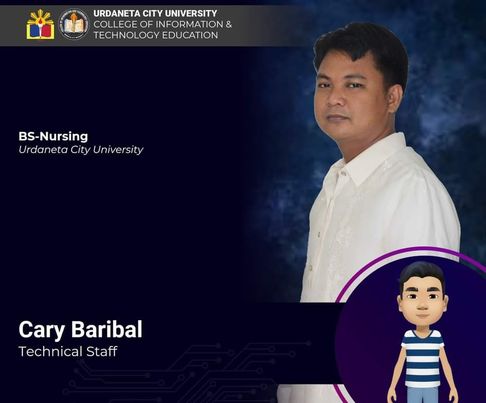 URDANETA CITY UNIVERSITY
COLLEGE OF INFORMATION &
TECHNOLOGY EDUCATION
BS-Nursing
Urdaneta City University
Cary Baribal
Technical Staff